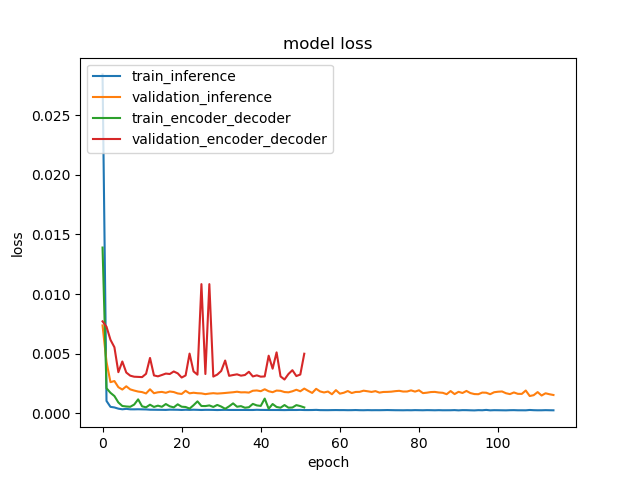 model loss
train_inference
validation_inference
train_encoder_decoder
validation_encoder_decoder
loss
0.025
0.020
0.015
0.010
0.005
0.000
0 20 40 60 80 100
epoch